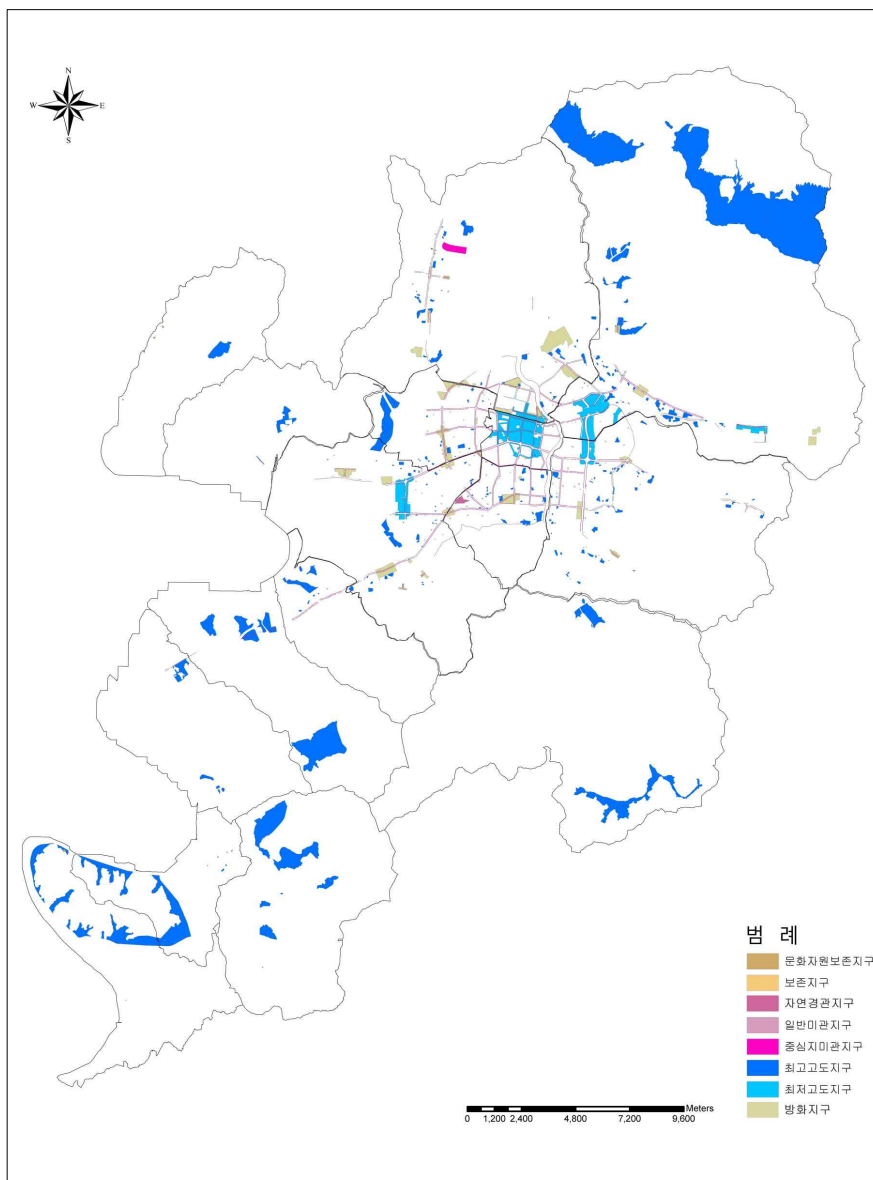 N
W E
S
범 례
문화자원보존지구
보존지구
자연경관지구
일반미관지구
중심지미관지구
최고고도지구
최저고도지구
방화지구
Meters
0 1,200 2,400 4,800 7,200 9,600